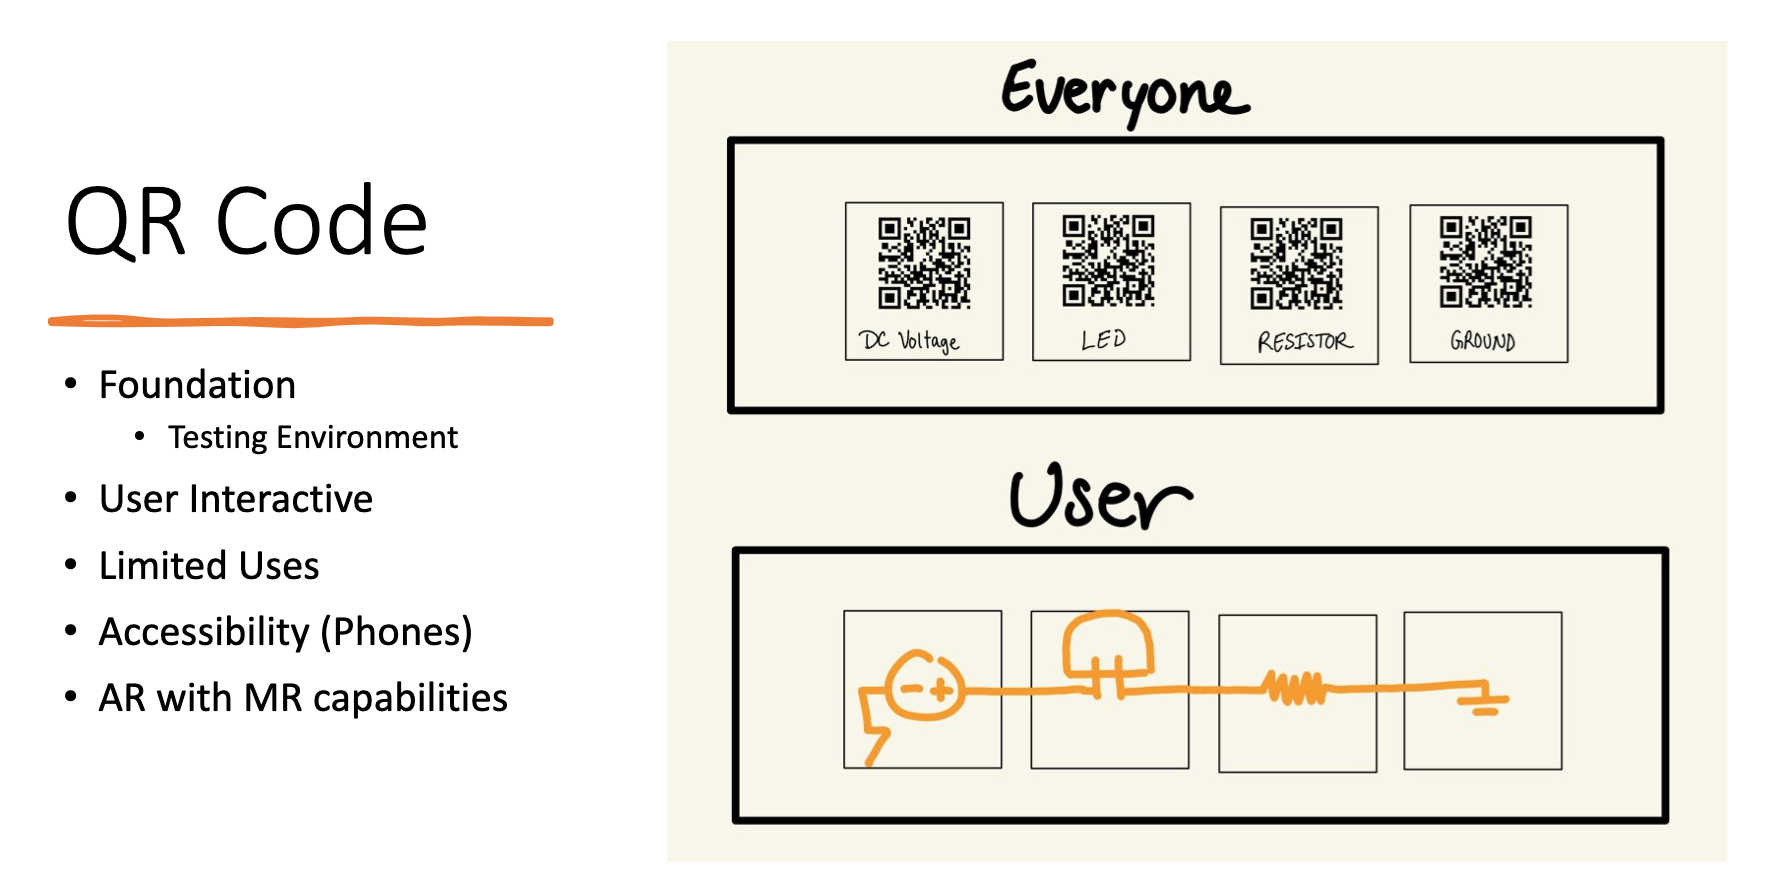 QR Code
• Foundation
• Testing Environment
• User Interactive
• Limited Uses
• Accessibility (Phones)
• AR with MR capabilities
Everyone
DC Voltage
LED
RESISTOR
GROUND
User
- +